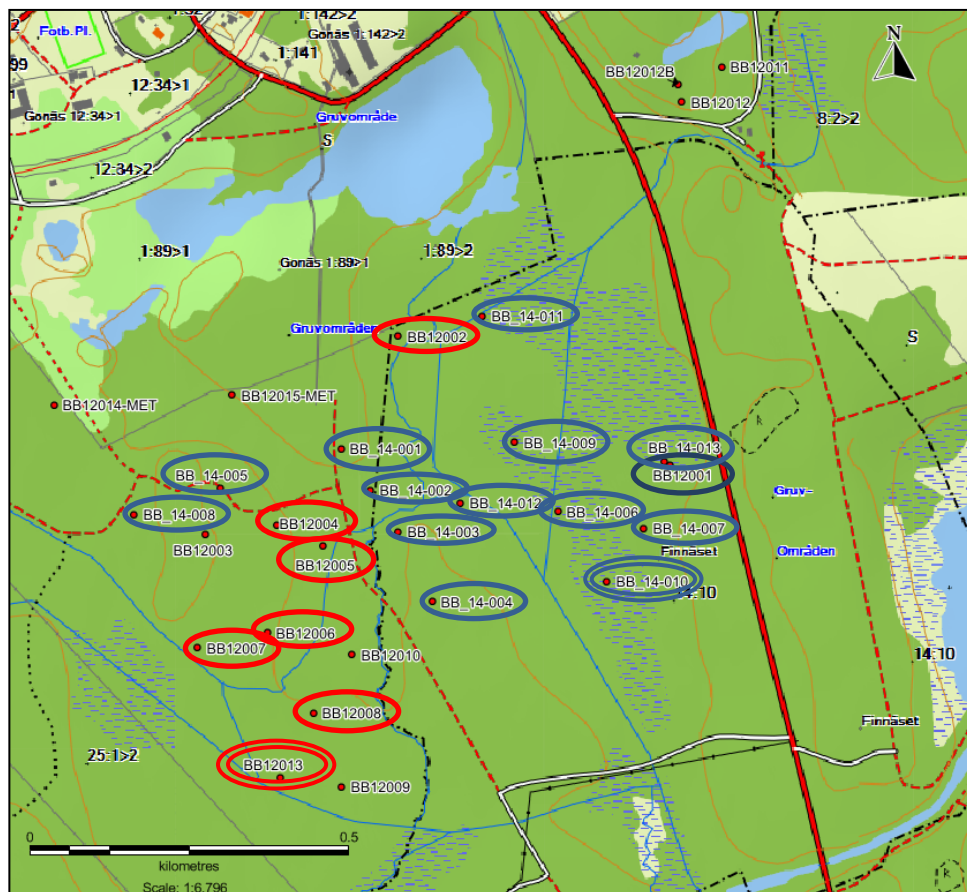 1:142>2
Gonäs 1:142>2
Fotb.Pl.
1:141
99
12:34>1
Gonäs 12:34>1
12:34>2
Gruvområde
S
N
BB12011
BB12012B
BB12012
8:2>2
1:89>1
Gonäs 1:89>1
1:89>2
Gruvområden
BB12002
BB_14-011
S
BB12014-MET
BB12015-MET
k
BB_14-001
BB_14-009
BB_14-013
BB12001
BB_14-005
BB_14-002
BB_14-012
BB_14-006
Gruv-
BB_14-008
BB12004
BB_14-003
BB_14-007
BB12003
Finnäset
Områden
BB12005
BB_14-010
14:10
BB_14-004
BB12006
BB12007
BB12010
14:10
BB12008
Finnäset
25:1>2
BB12013
BB12009
0
0.5
kilometres
Scale: 1:6,796
k